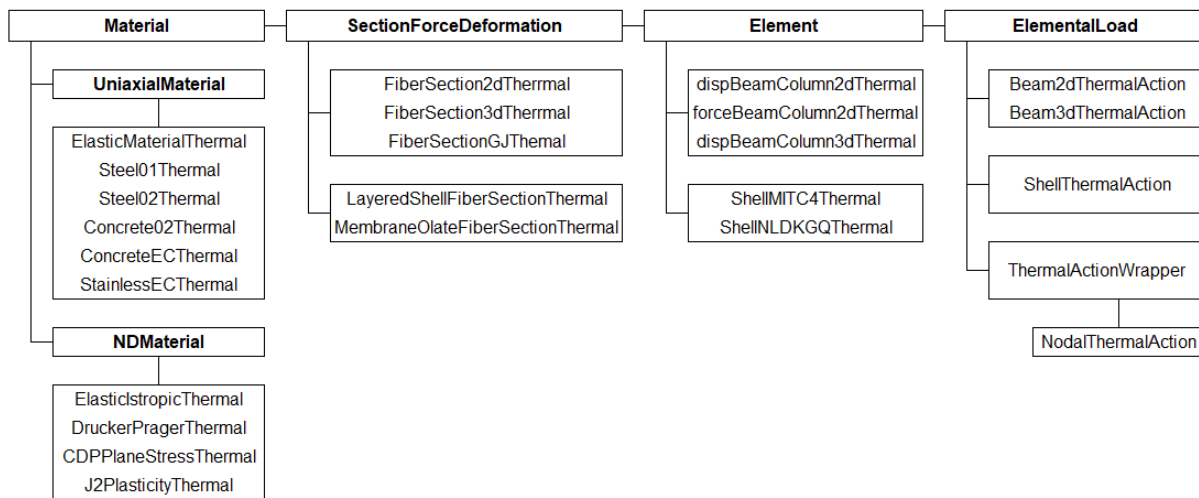 Material
SectionForceDeformation
Element
ElementalLoad
UniaxialMaterial
ElasticMaterialThermal
Steel01Thermal
Steel02Thermal
Concrete02Thermal
ConcreteECThermal
StainlessECThermal
NDMaterial
ElasticIstropicThermal
DruckerPragerThermal
CDPPlaneStressThermal
J2PlasticityThermal
FiberSection2dTherrmal
FiberSection3dTherrmal
FiberSectionGJThemal
LayeredShellFiberSectionThermal
MembraneOlateFiberSectionThermal
dispBeamColumn2dThermal
forceBeamColumn2dThermal
dispBeamColumn3dThermal
ShellMITC4Thermal
ShellNLDKGQThermal
Beam2dThermalAction
Beam3dThermalAction
ShellThermalAction
ThermalActionWrapper
NodalThermalAction